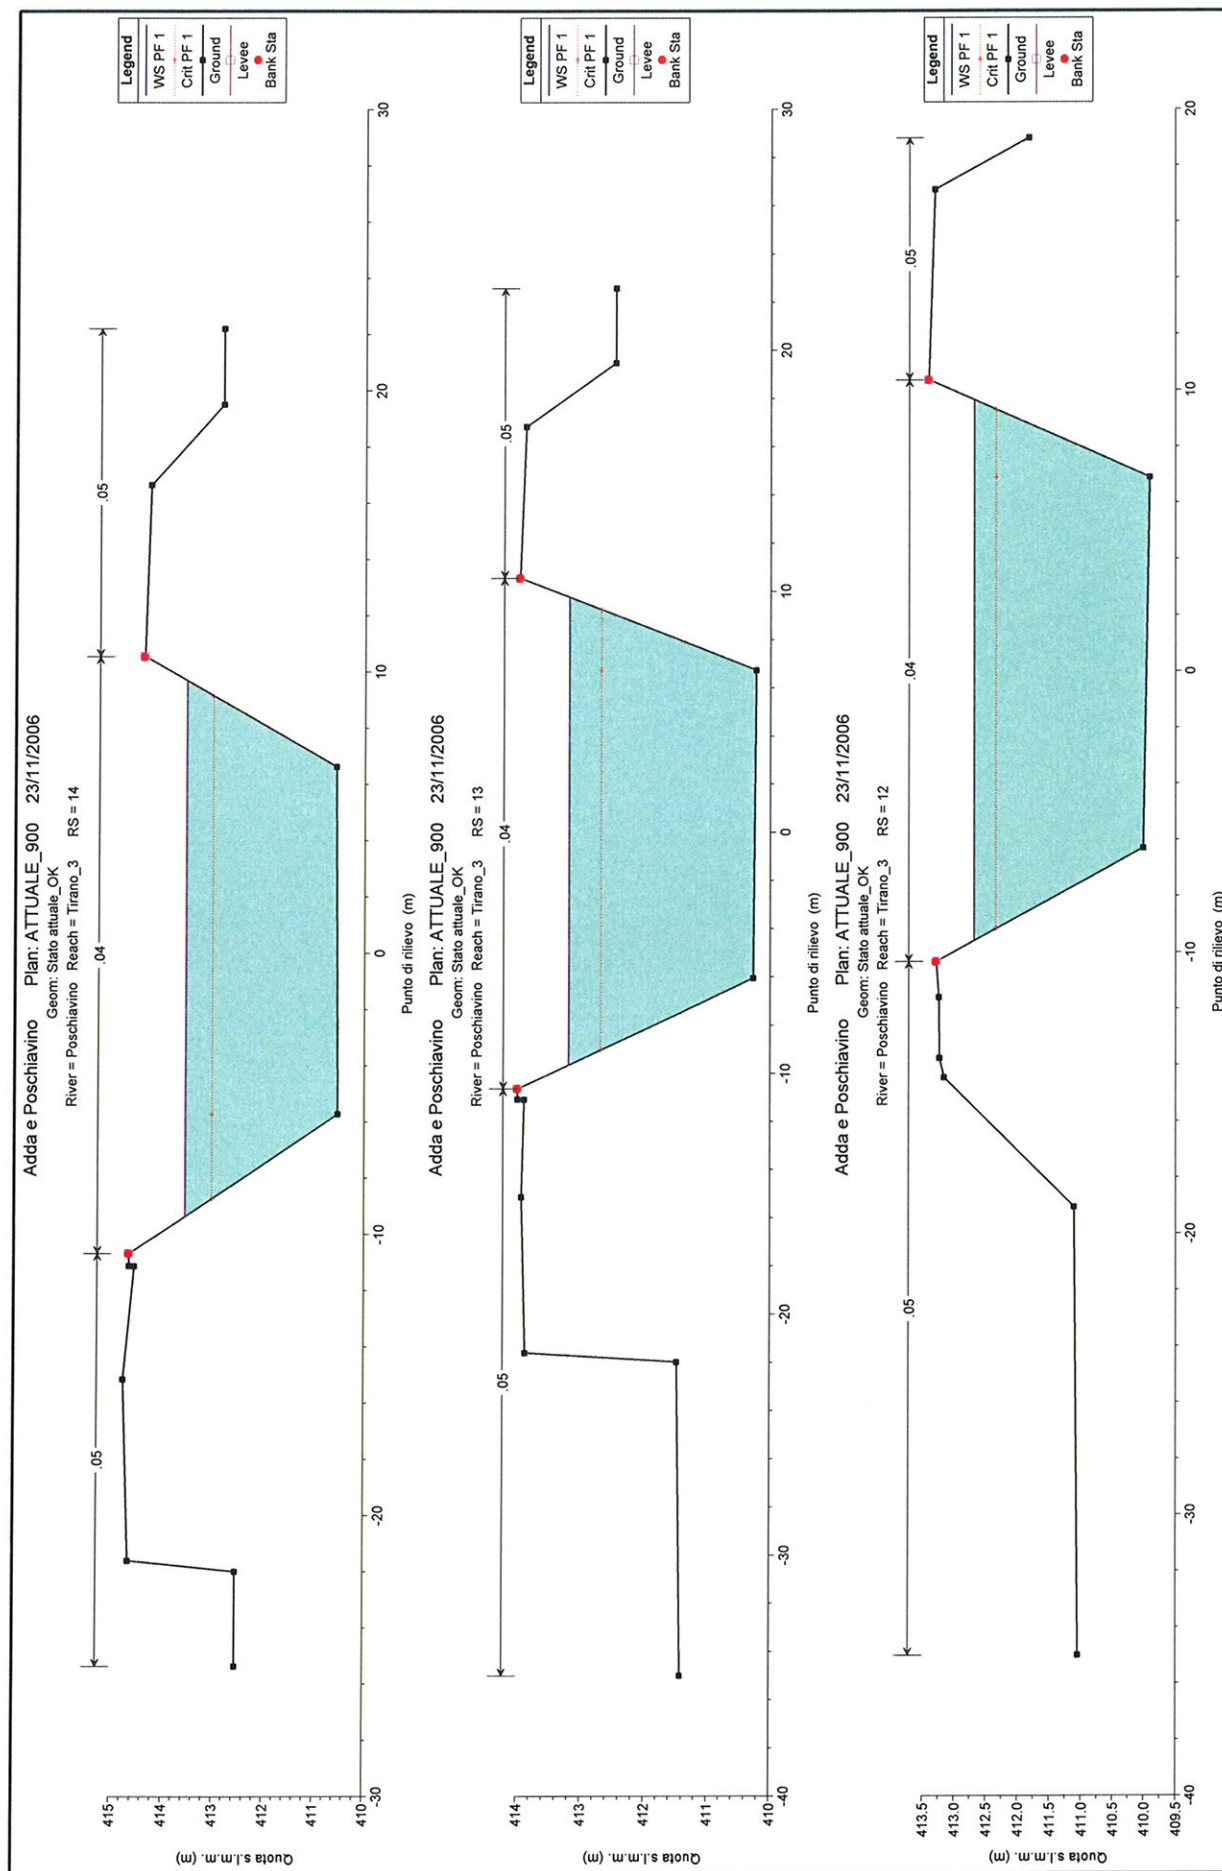 Adda e Poschiavino Plan: ATTUALE_900 23/11/2006
Geom: Stato attuale_OK
River = Poschiavino Reach = Tirano_3 RS = 14
.05
.04
.05
Legend
WS PF 1
Crit PF 1
Ground
Levee
Bank Sta
Quota s.l.m.m. (m)
415
414
413
412
411
410
-30
-20
-10
0
10
20
30
Punto di rilievo (m)
Adda e Poschiavino Plan: ATTUALE_900 23/11/2006
Geom: Stato attuale_OK
River = Poschiavino Reach = Tirano_3 RS = 13
.05
.04
.05
Legend
WS PF 1
Crit PF 1
Ground
Levee
Bank Sta
Quota s.l.m.m. (m)
414
413
412
411
410
-40
-30
-20
-10
0
10
20
30
Punto di rilievo (m)
Adda e Poschiavino Plan: ATTUALE_900 23/11/2006
Geom: Stato attuale_OK
River = Poschiavino Reach = Tirano_3 RS = 12
.05
.04
.05
Legend
WS PF 1
Crit PF 1
Ground
Levee
Bank Sta
Quota s.l.m.m. (m)
413.5
413.0
412.5
412.0
411.5
411.0
410.5
410.0
409.5
-40
-30
-20
-10
0
10
20
Punto di rilievo (m)